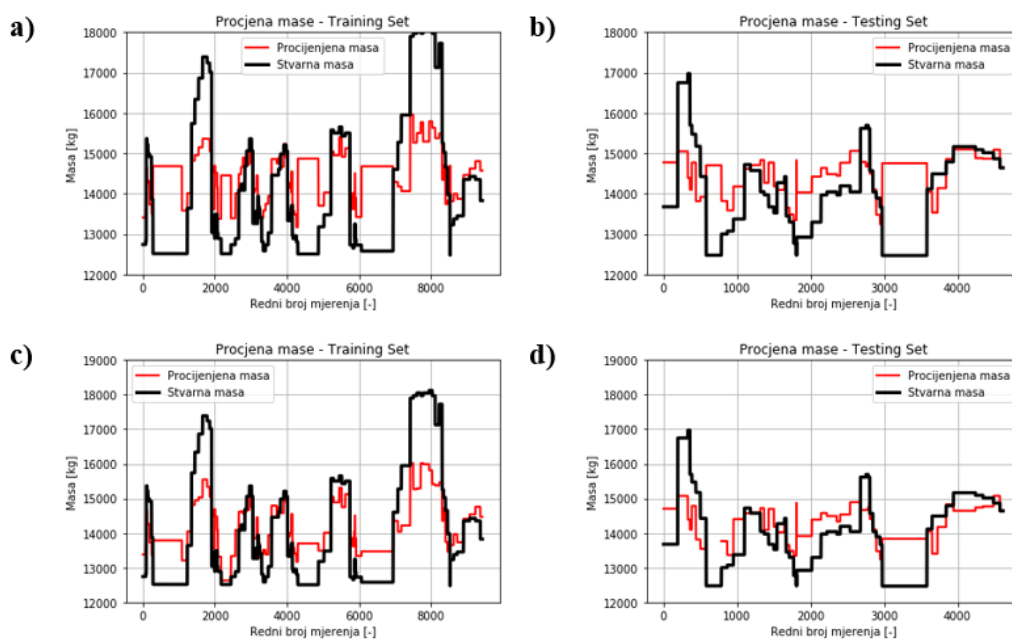 a)
Procjena mase - Training Set
Procijenjena masa
Stvarna masa
Masa [kg]
18000
17000
16000
15000
14000
13000
12000
0 2000 4000 6000 8000
Redni broj mjerenja [-]
b)
Procjena mase - Testing Set
Procijenjena masa
Stvarna masa
Masa [kg]
18000
17000
16000
15000
14000
13000
12000
0 1000 2000 3000 4000
Redni broj mjerenja [-]
c)
Procjena mase - Training Set
Procijenjena masa
Stvarna masa
Masa [kg]
19000
18000
17000
16000
15000
14000
13000
12000
0 2000 4000 6000 8000
Redni broj mjerenja [-]
d)
Procjena mase - Testing Set
Procijenjena masa
Stvarna masa
Masa [kg]
19000
18000
17000
16000
15000
14000
13000
12000
0 1000 2000 3000 4000
Redni broj mjerenja [-]